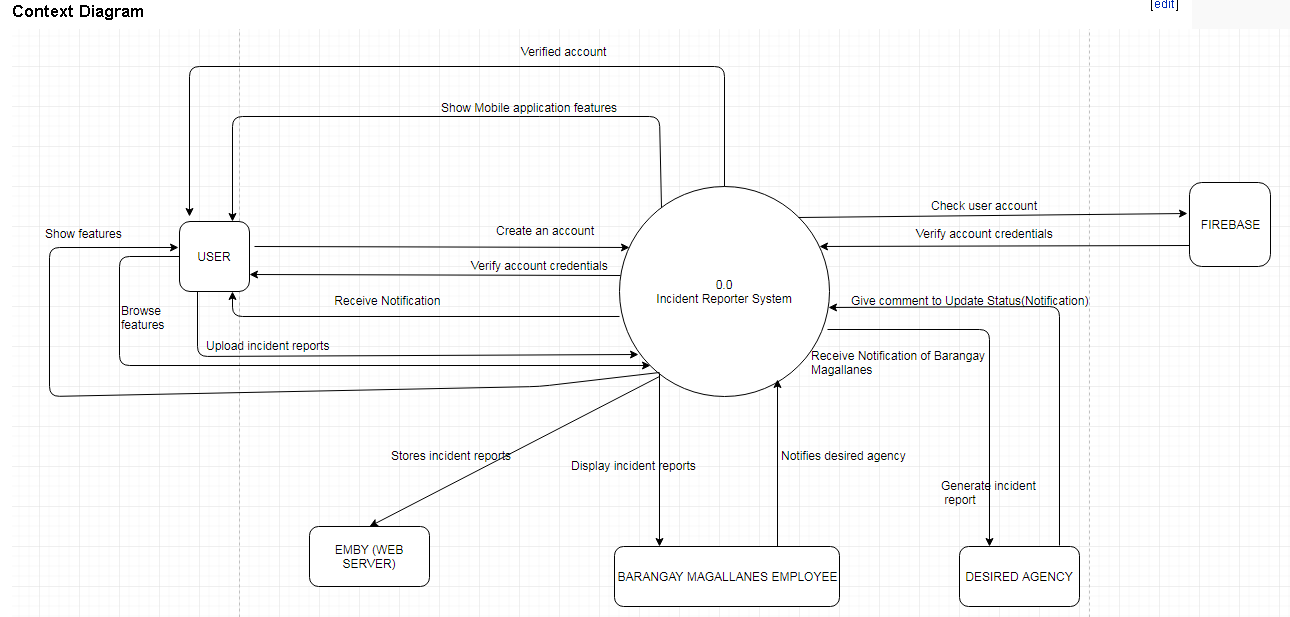 [edit]
Context Diagram
Verified account
Show Mobile application features
Check user account
FIREBASE
Show features
Create an account
Verify account credentials
USER
Verify account credentials
0.0
Incident Reporter System
Receive Notification
Give comment to Update Status(Notification)
Browse
features
Upload incident reports
Receive Notification of Barangay
Magallanes
Stores incident reports
Display incident reports
Notifies desired agency
Generate incident
report
EMBY (WEB
SERVER)
BARANGAY MAGALLANES EMPLOYEE
DESIRED AGENCY